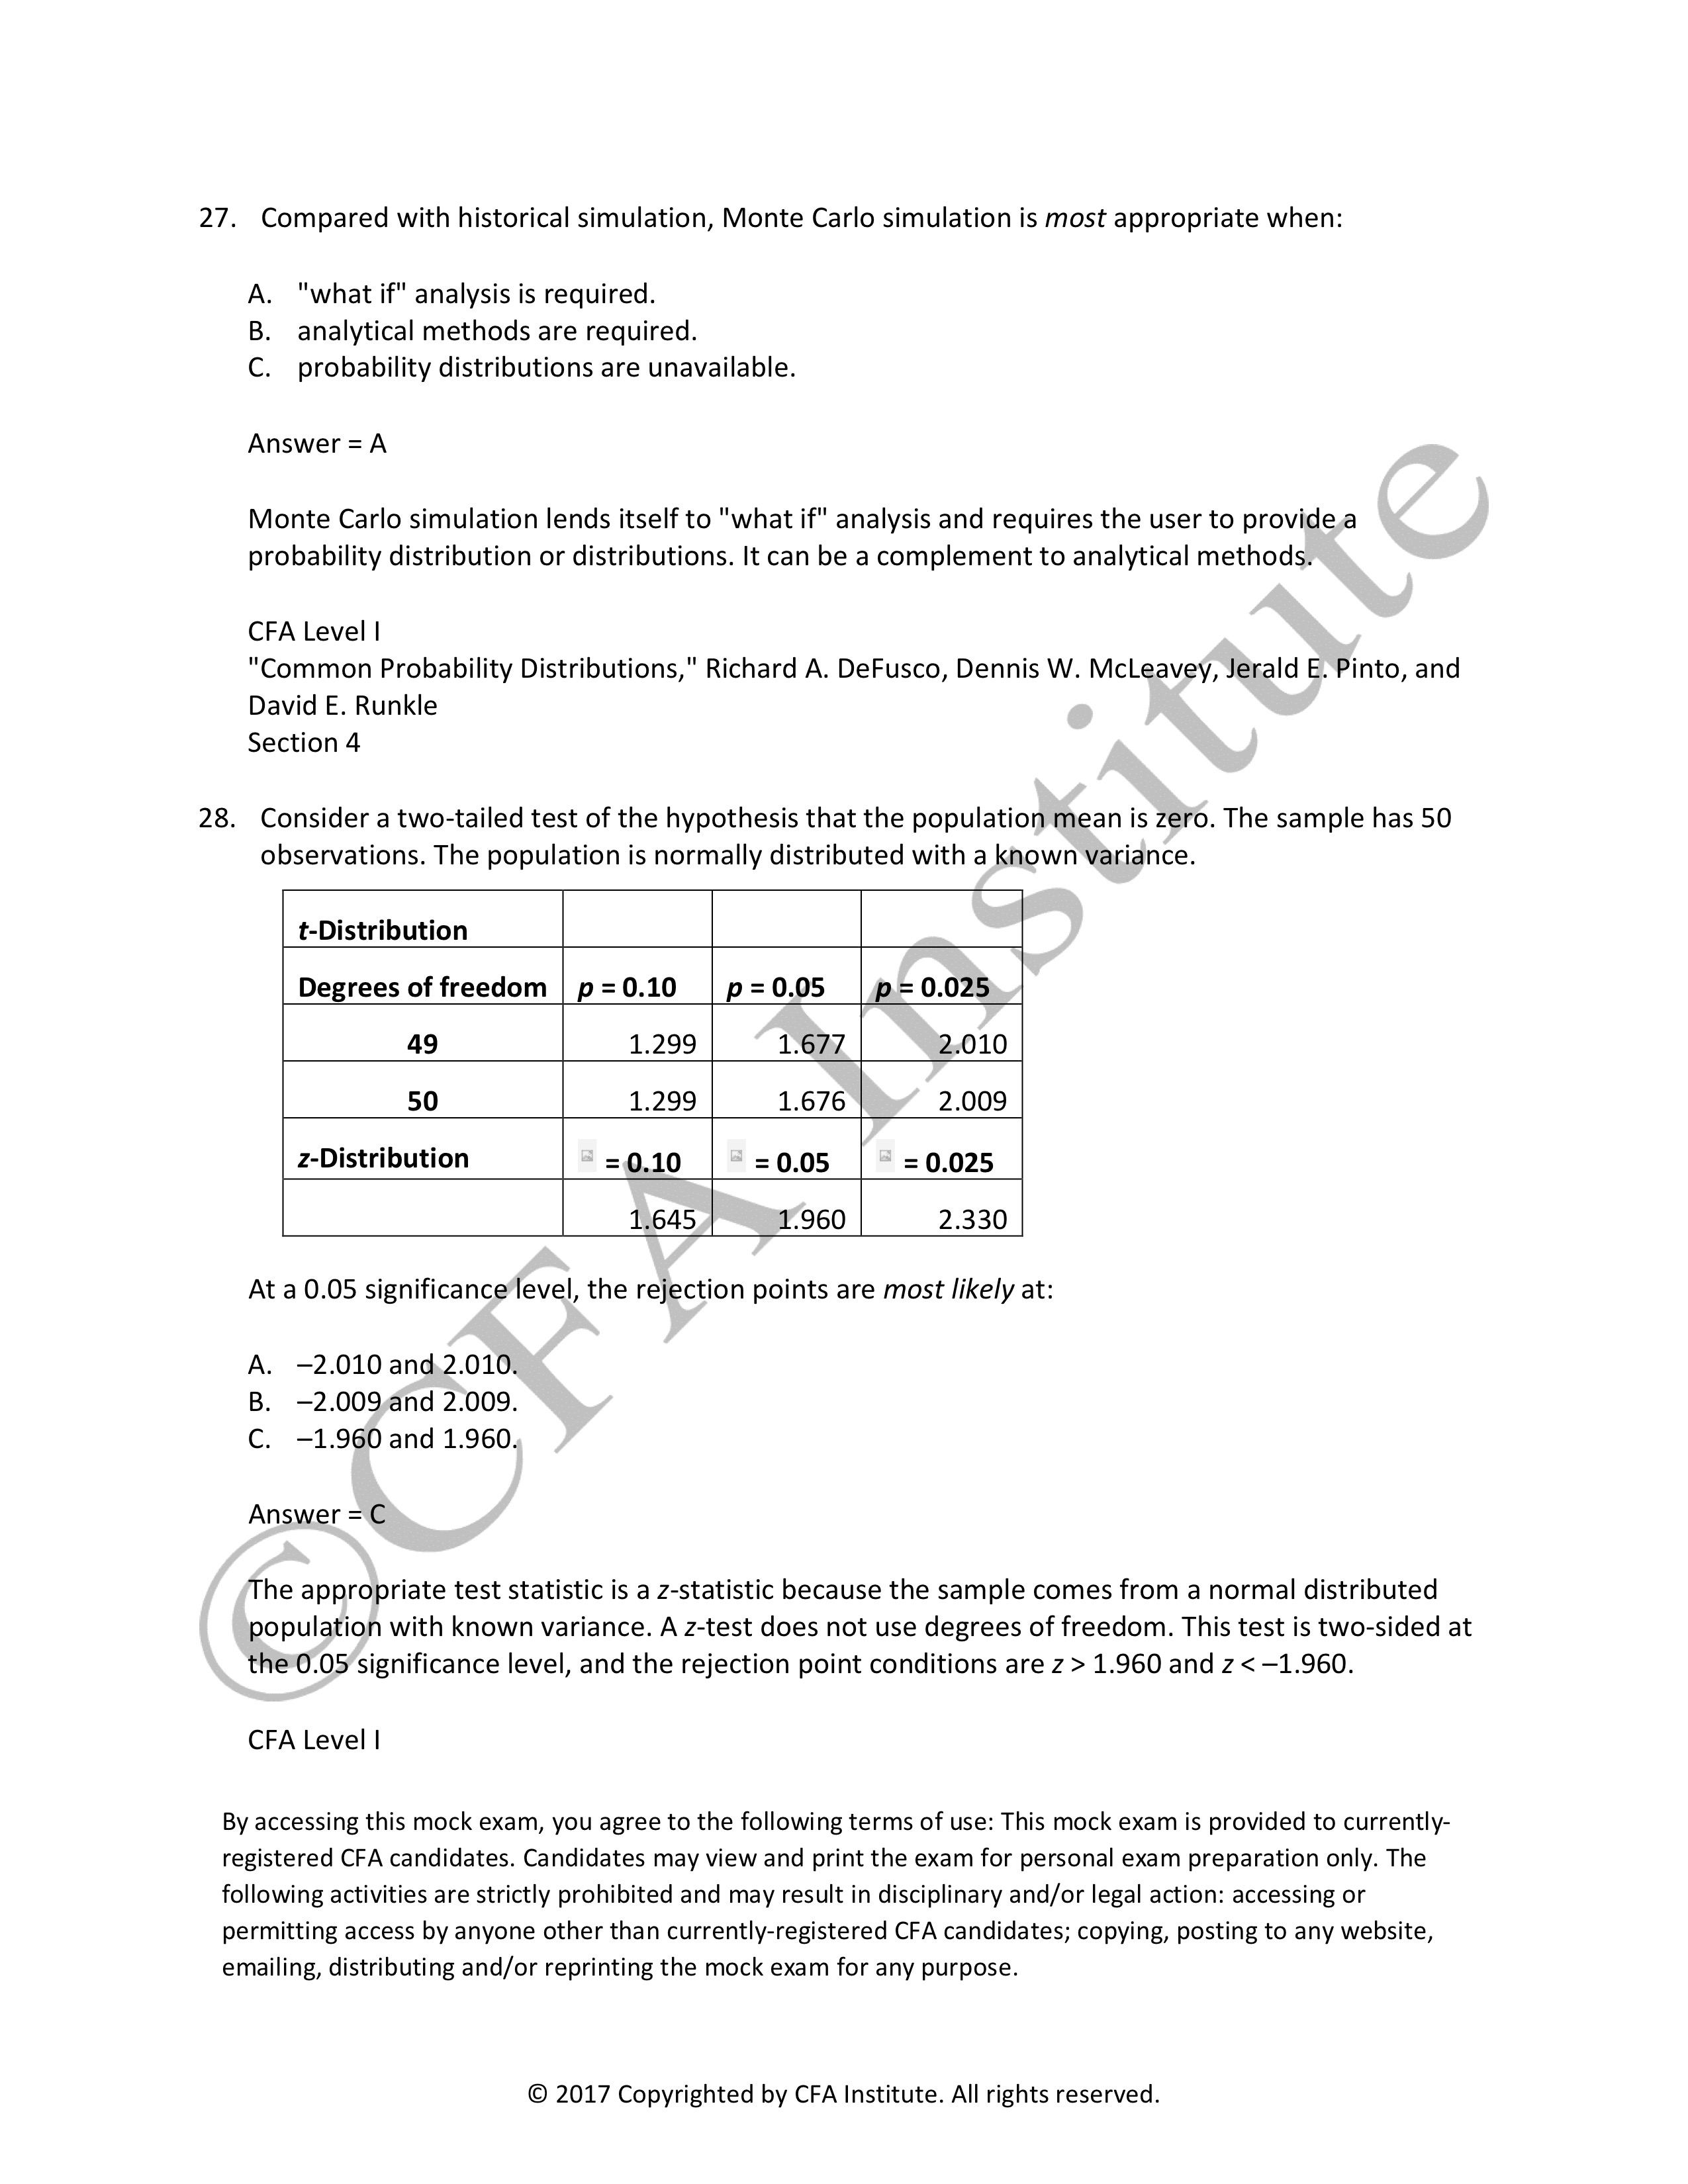 27. Compared with historical simulation, Monte Carlo simulation is most appropriate when:
A. "what if" analysis is required.
B. analytical methods are required.
C. probability distributions are unavailable.
Answer = A
Monte Carlo simulation lends itself to "what if" analysis and requires the user to provide a
probability distribution or distributions. It can be a complement to analytical methods.
CFA Level I
"Common Probability Distributions," Richard A. DeFusco, Dennis W. McLeavey, Jerald E. Pinto, and
David E. Runkle
Section 4
28. Consider a two-tailed test of the hypothesis that the population mean is zero. The sample has 50
observations. The population is normally distributed with a known variance.
t-Distribution
Degrees of freedom p = 0.10 p = 0.05 p = 0.025
49 1.299 1.677 2.010
50 1.299 1.676 2.009
z-Distribution = 0.10 = 0.05 = 0.025
1.645 1.960 2.330
At a 0.05 significance level, the rejection points are most likely at:
A. –2.010 and 2.010.
B. –2.009 and 2.009.
C. –1.960 and 1.960.
Answer = C
The appropriate test statistic is a z-statistic because the sample comes from a normal distributed
population with known variance. A z-test does not use degrees of freedom. This test is two-sided at
the 0.05 significance level, and the rejection point conditions are z > 1.960 and z < –1.960.
CFA Level I
By accessing this mock exam, you agree to the following terms of use: This mock exam is provided to currently-
registered CFA candidates. Candidates may view and print the exam for personal exam preparation only. The
following activities are strictly prohibited and may result in disciplinary and/or legal action: accessing or
permitting access by anyone other than currently-registered CFA candidates; copying, posting to any website,
emailing, distributing and/or reprinting the mock exam for any purpose.
© 2017 Copyrighted by CFA Institute. All rights reserved.
©CFA Institute